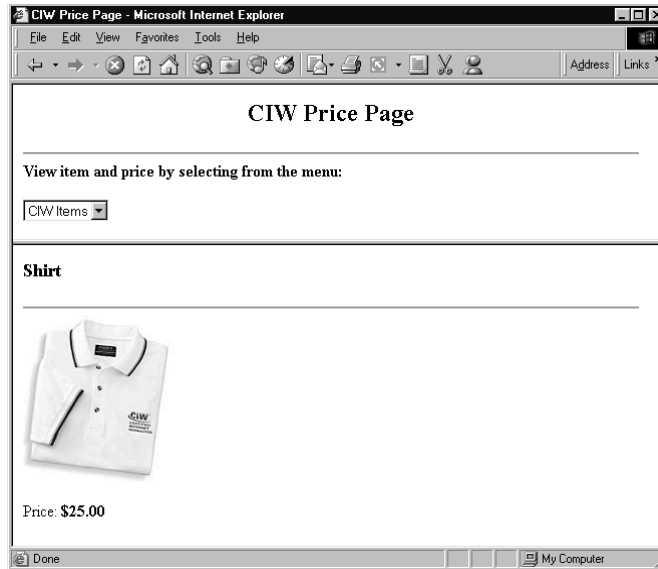 CIW Price Page - Microsoft Internet Explorer
File Edit View Favorites Tools Help
Address Links
CIW Price Page
View item and price by selecting from the menu:
CIW Items
Shirt
CIW
Price: $25.00
Done My Computer